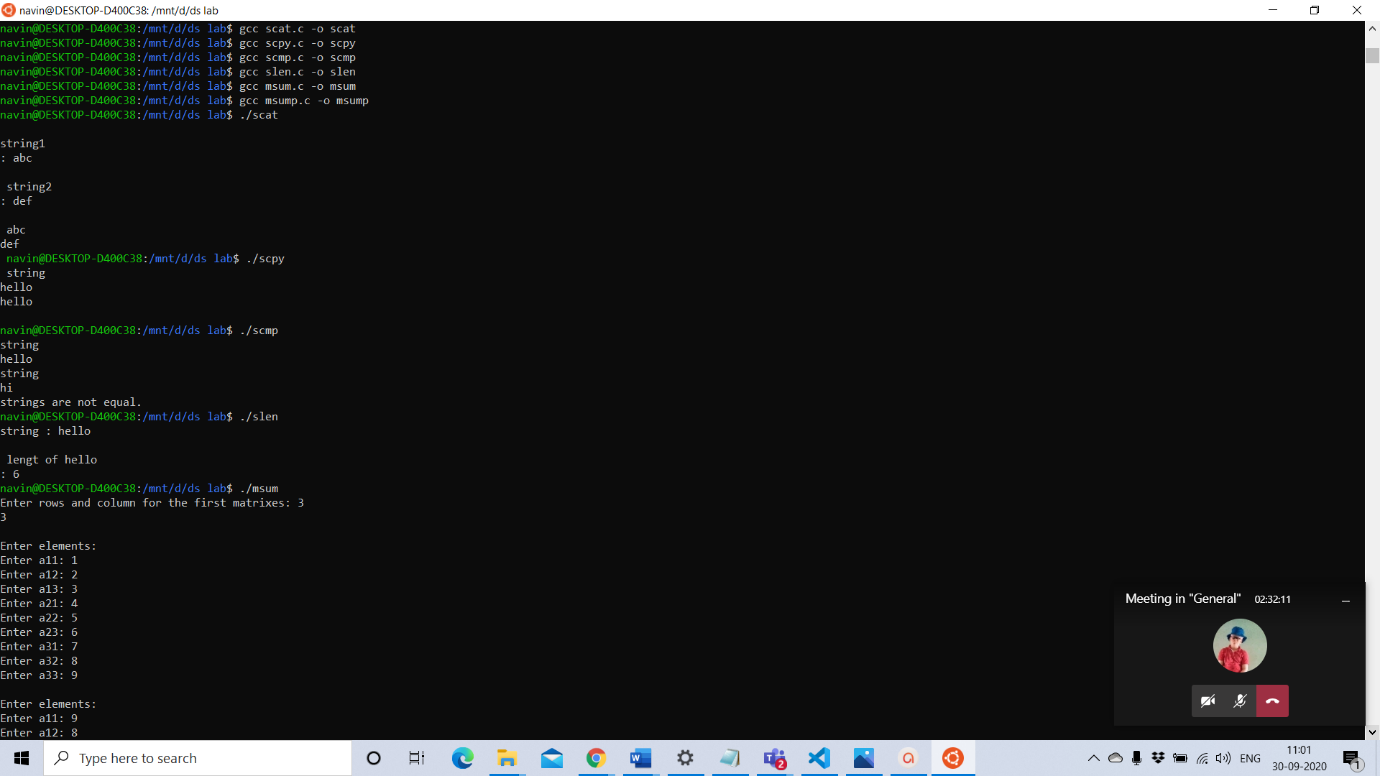 navin@DESKTOP-D400C38: /mnt/d/ds lab
navin@DESKTOP-D400C38:/mnt/d/ds lab$ gcc scat.c -o scat
navin@DESKTOP-D400C38:/mnt/d/ds lab$ gcc scpy.c -o scpy
navin@DESKTOP-D400C38:/mnt/d/ds lab$ gcc scmp.c -o scmp
navin@DESKTOP-D400C38:/mnt/d/ds lab$ gcc slen.c -o slen
navin@DESKTOP-D400C38:/mnt/d/ds lab$ gcc msum.c -o msum
navin@DESKTOP-D400C38:/mnt/d/ds lab$ gcc msump.c -o msump
navin@DESKTOP-D400C38:/mnt/d/ds lab$ ./scat
string1
: abc
string2
: def
abc
def
navin@DESKTOP-D400C38:/mnt/d/ds lab$ ./scpy
string
hello
hello
navin@DESKTOP-D400C38:/mnt/d/ds lab$ ./scmp
string
hello
string
hi
strings are not equal.
navin@DESKTOP-D400C38:/mnt/d/ds lab$ ./slen
string : hello
lengt of hello
: 6
navin@DESKTOP-D400C38:/mnt/d/ds lab$ ./msum
Enter rows and column for the first matrixes: 3
3
Enter elements:
Enter a11: 1
Enter a12: 2
Enter a13: 3
Enter a21: 4
Enter a22: 5
Enter a23: 6
Enter a31: 7
Enter a32: 8
Enter a33: 9
Enter elements:
Enter a11: 9
Enter a12: 8
Meeting in "General" 02:32:11
Type here to search
2
ENG
11:01
30-09-2020
1